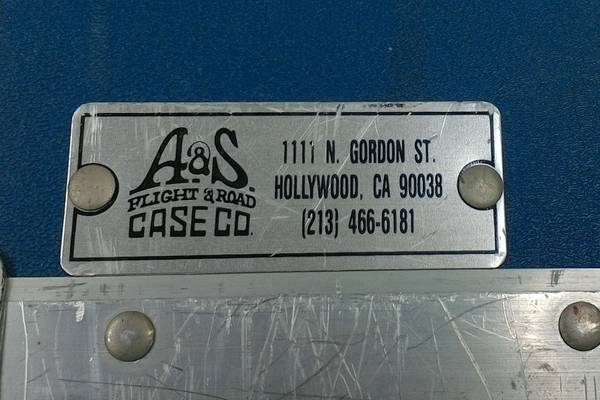 A&S.
FLIGHT & ROAD
CASE CO.
1111 N. GORDON ST.
HOLLYWOOD, CA 90038
(213) 466-6181